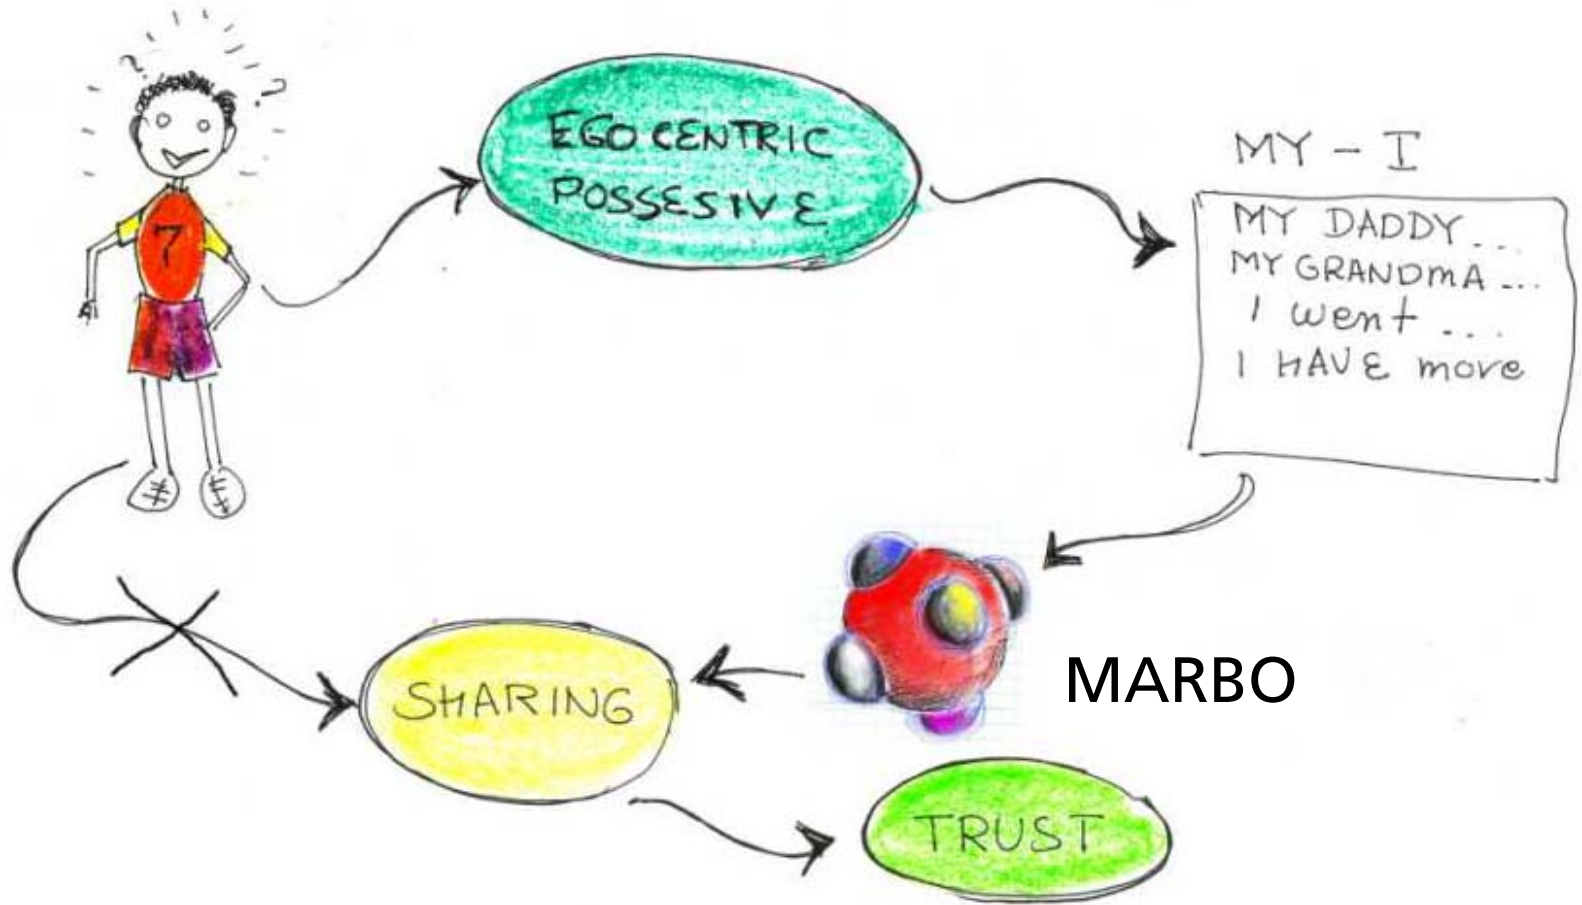 ? ?
7
EGO CENTRIC
POSSESIVE
MY - I
MY DADDY...
MY GRANDMA...
I went ...
I HAVE more
MARBO
SHARING
TRUST